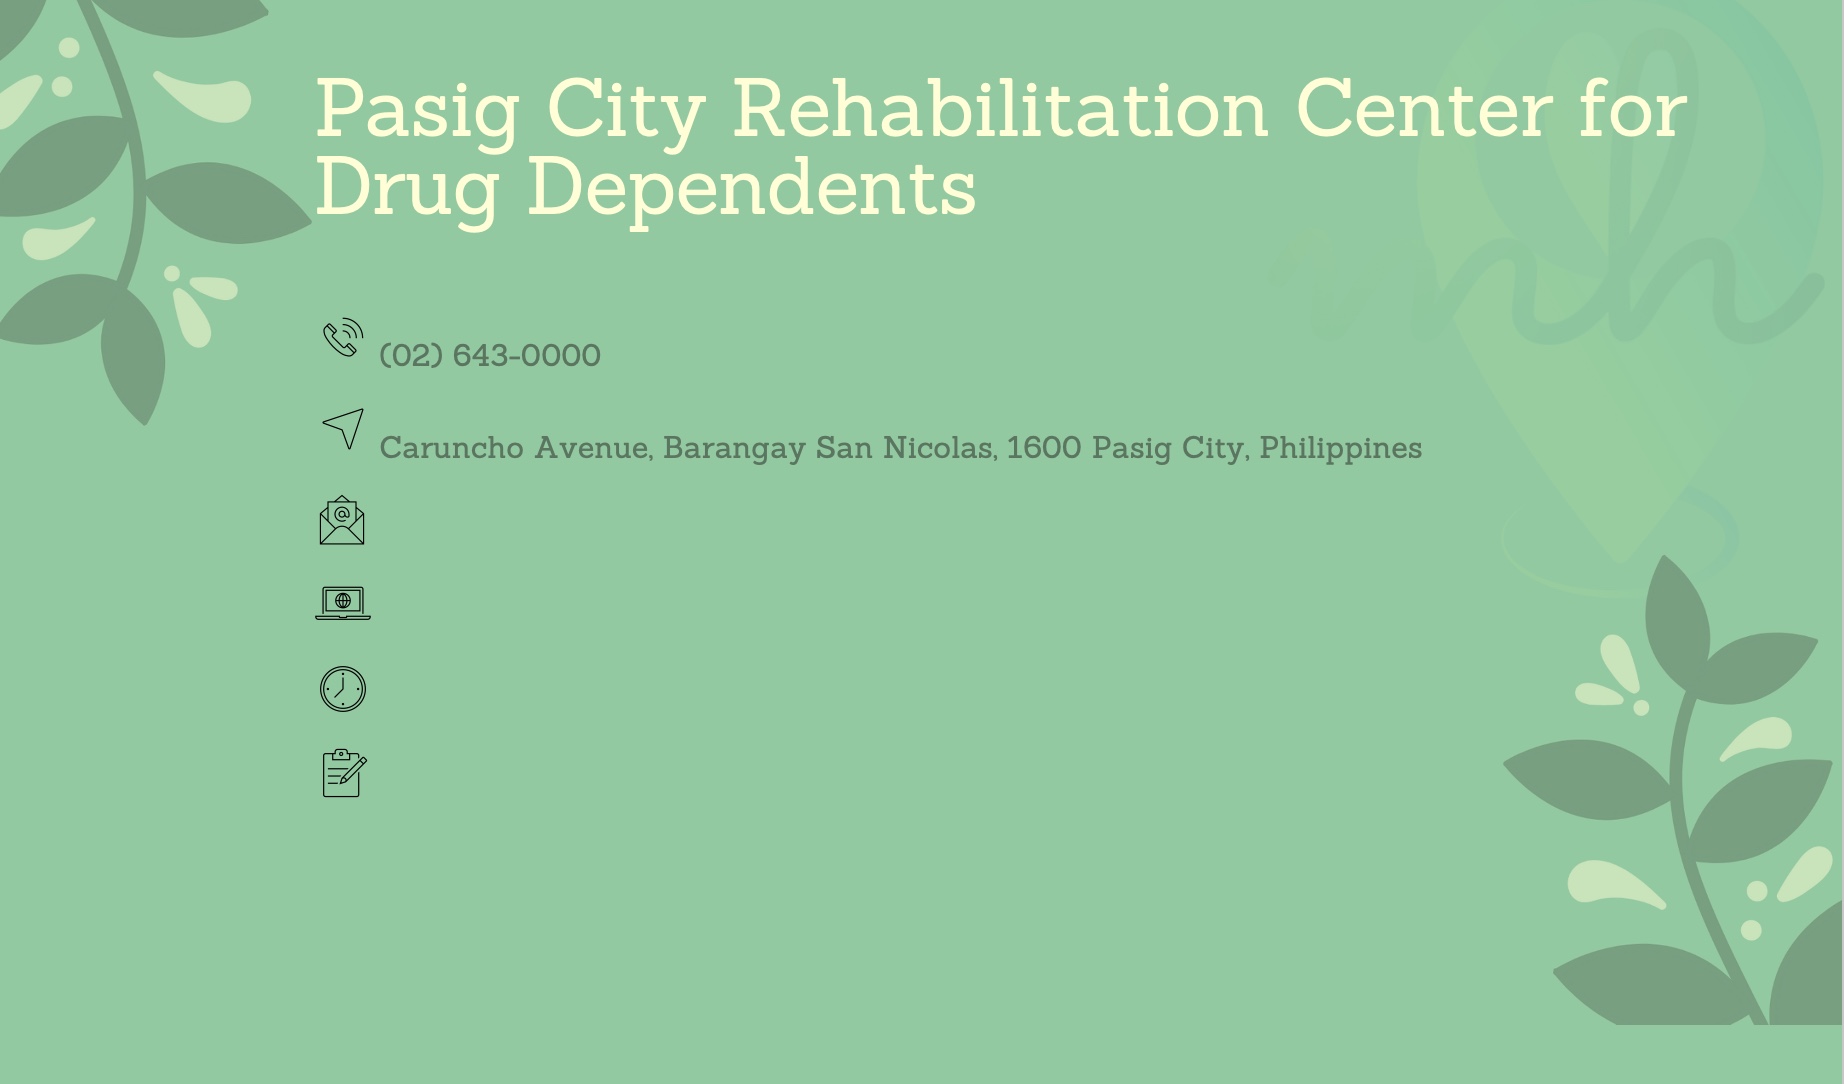 Pasig City Rehabilitation Center for
Drug Dependents
(02) 643-0000
Caruncho Avenue, Barangay San Nicolas, 1600 Pasig City, Philippines